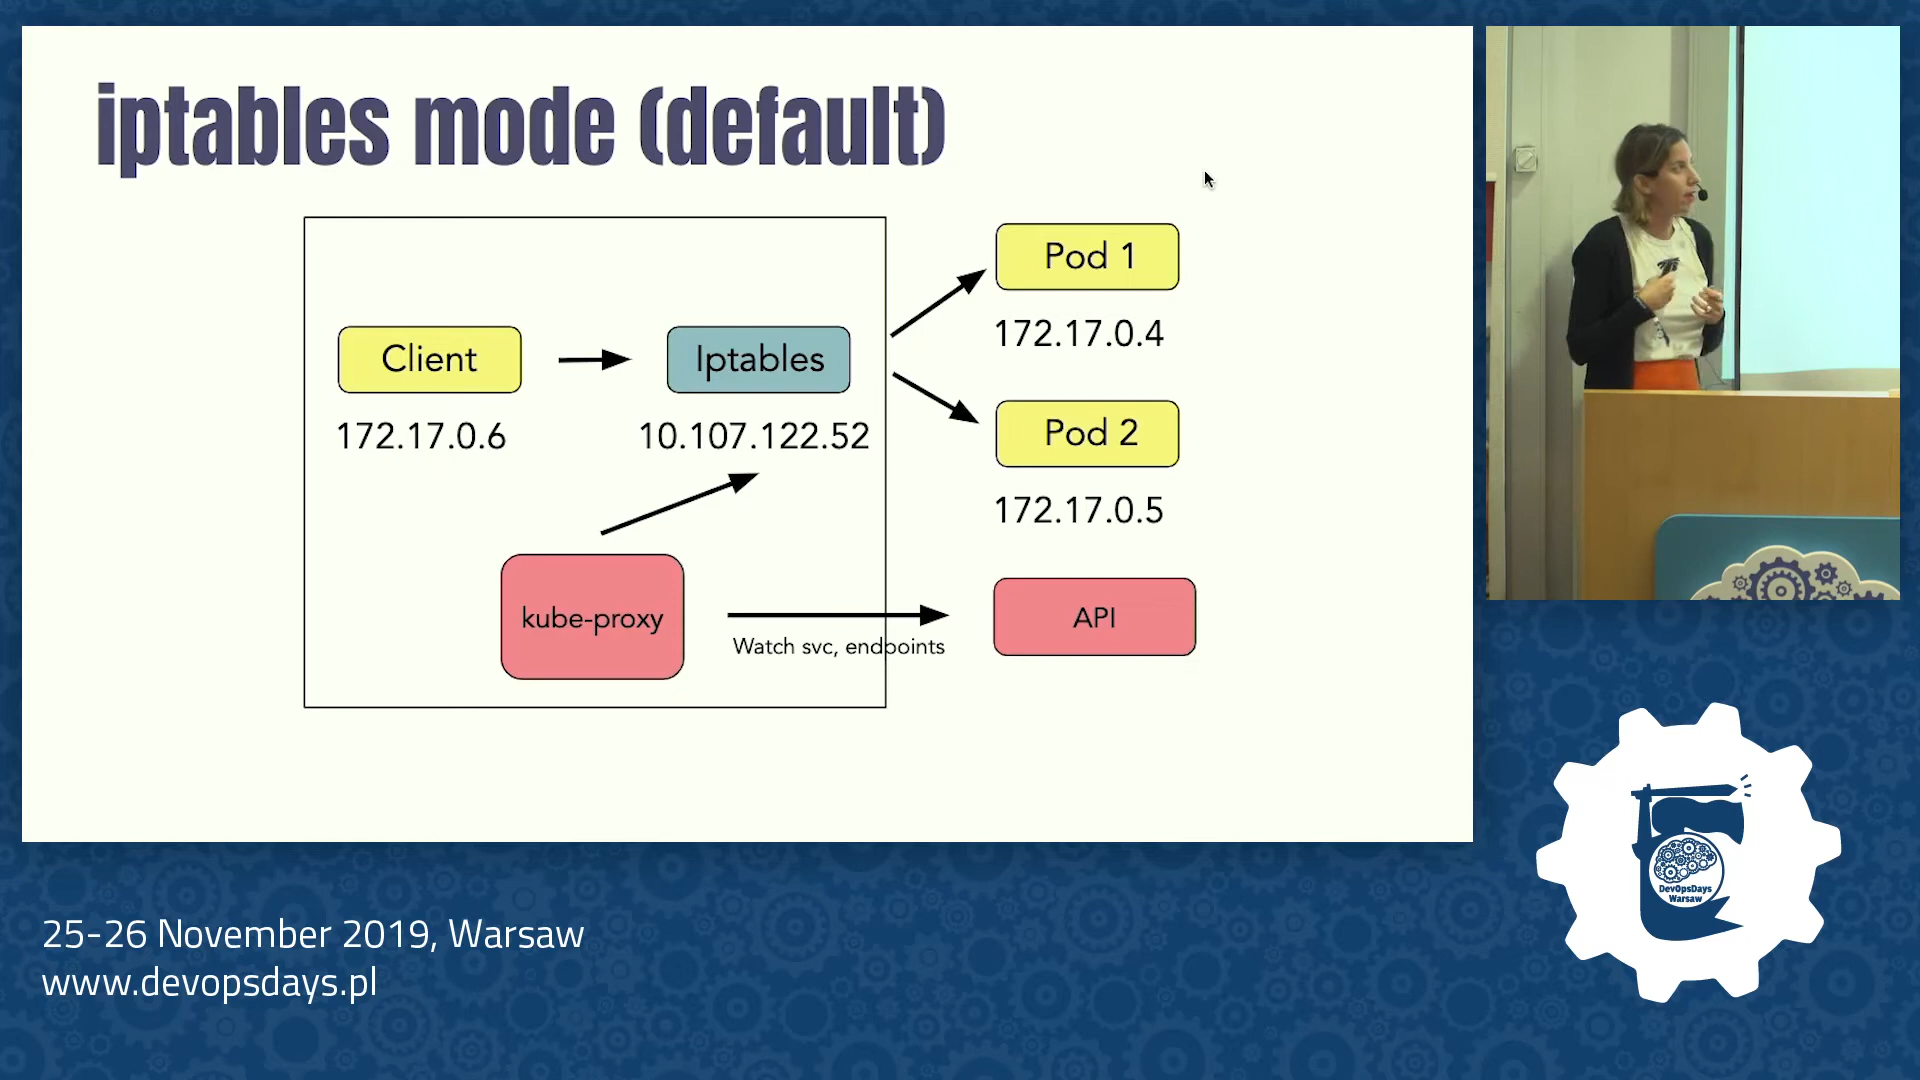 iptables mode (default)
Client
172.17.0.6
Iptables
10.107.122.52
Pod 1
172.17.0.4
Pod 2
172.17.0.5
kube-proxy
Watch svc, endpoints
API
25-26 November 2019, Warsaw
www.devopsdays.pl
DevOpsDays
Warsaw